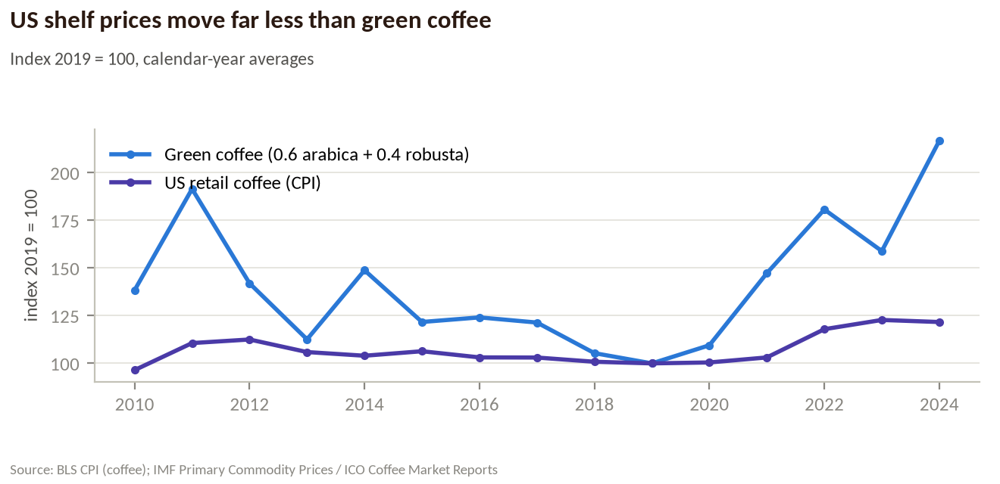 US shelf prices move far less than green coffee
Index 2019 = 100, calendar-year averages
Green coffee (0.6 arabica + 0.4 robusta)
US retail coffee (CPI)
index 2019 = 100
200
175
150
125
100
2010 2012 2014 2016 2018 2020 2022 2024
Source: BLS CPI (coffee); IMF Primary Commodity Prices / ICO Coffee Market Reports